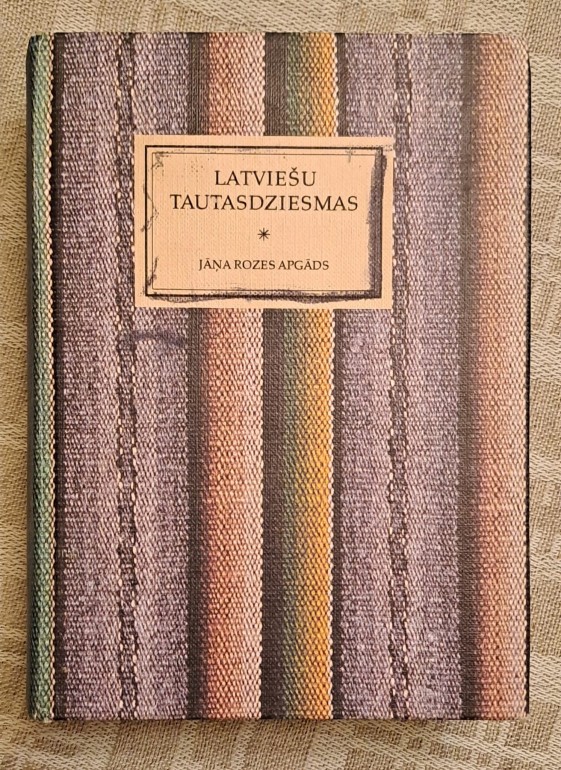 LATVIEŠU
TAUTASDZIESMAS
*
JĀŅA ROZES APGĀDS